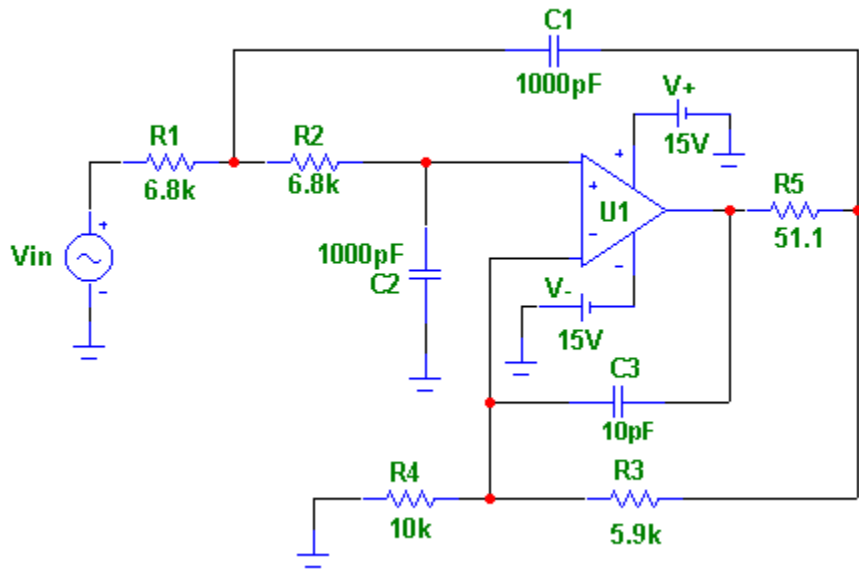 C1
1000pF
V+
15V
R1
6.8k
R2
6.8k
+
+
-
U1
-
R5
51.1
Vin
+
-
1000pF
C2
V-
15V
C3
10pF
R4
10k
R3
5.9k